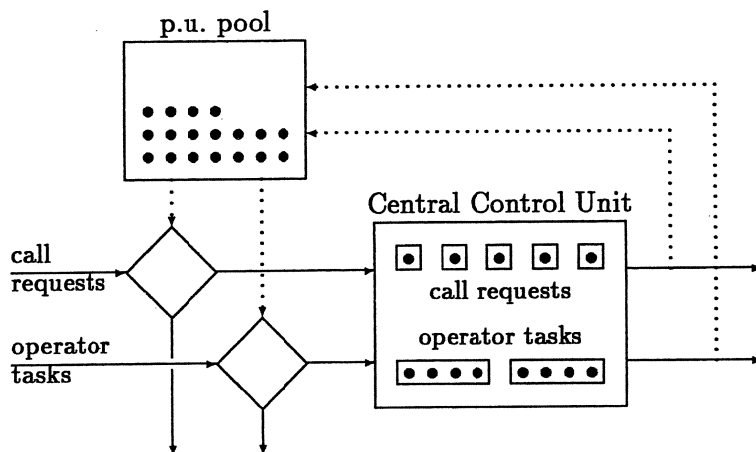 p.u. pool
Central Control Unit
call
requests
call requests
operator
tasks
operator tasks